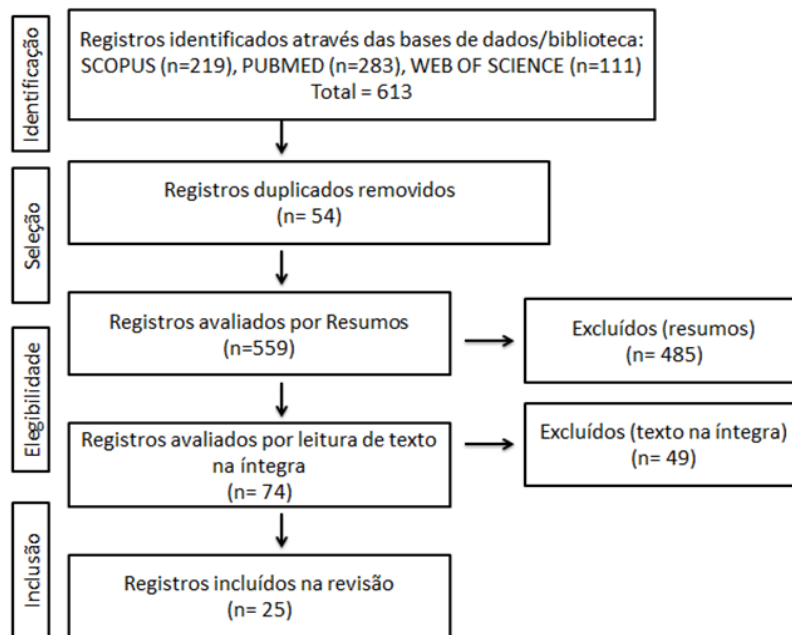 Identificação
Registros identificados através das bases de dados/biblioteca:
SCOPUS (n=219), PUBMED (n=283), WEB OF SCIENCE (n=111)
Total = 613
Seleção
Registros duplicados removidos
(n= 54)
Registros avaliados por Resumos
(n=559)
Excluídos (resumos)
(n= 485)
Elegibilidade
Registros avaliados por leitura de texto
na íntegra
(n= 74)
Excluídos (texto na íntegra)
(n= 49)
Inclusão
Registros incluídos na revisão
(n= 25)